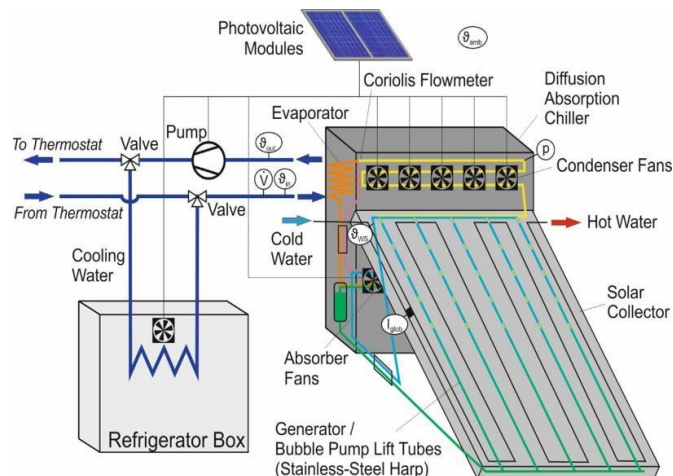 Photovoltaic
Modules
ϑamb
Coriolis Flowmeter
Diffusion
Absorption
Chiller
Evaporator
To Thermostat
Valve
Pump
ϑout
p
Condenser Fans
From Thermostat
V̇
ϑin
Valve
Cold
Water
ϑWS
Hot Water
Cooling
Water
Solar
Collector
Iglob
Absorber
Fans
Refrigerator Box
Generator /
Bubble Pump Lift Tubes
(Stainless-Steel Harp)